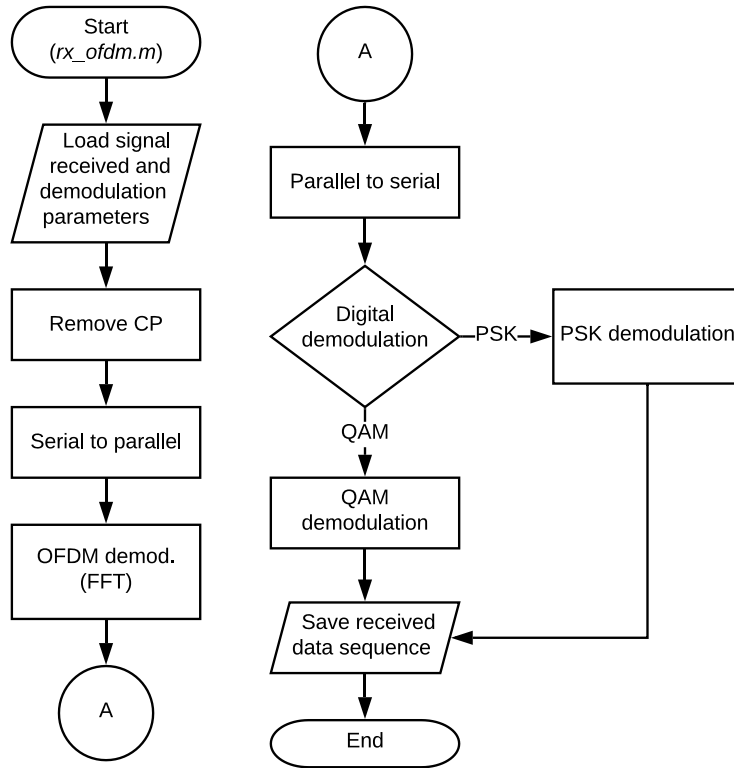 Start
(rx_ofdm.m)
Load signal
received and
demodulation
parameters
Remove CP
Serial to parallel
OFDM demod.
(FFT)
A
A
Parallel to serial
Digital
demodulation
PSK
PSK demodulation
QAM
QAM
demodulation
Save received
data sequence
End